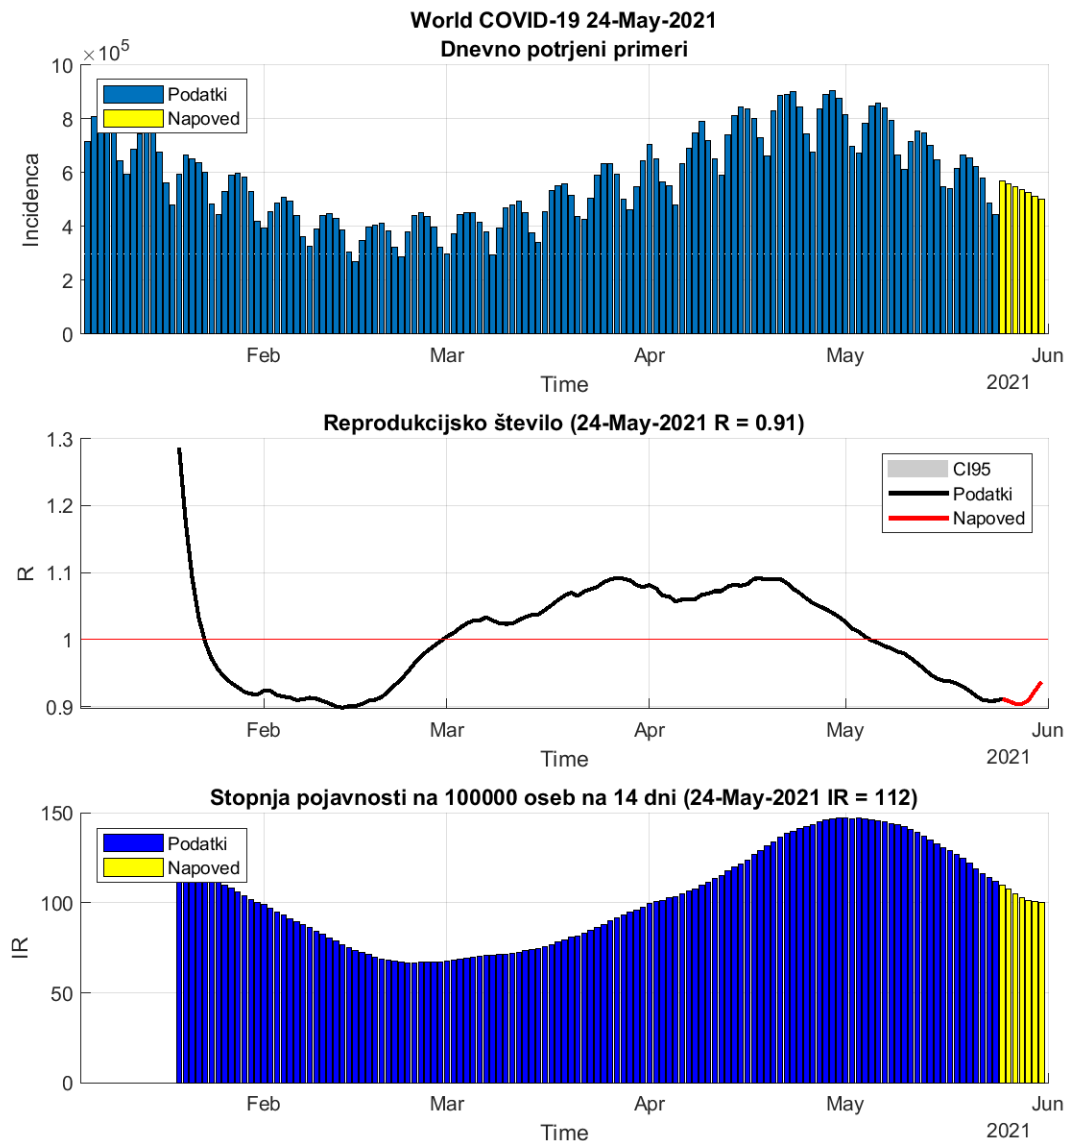 World COVID-19 24-May-2021
Dnevno potrjeni primeri
×10⁵
10
8
6
4
2
0
Incidenca
Podatki
Napoved
Feb
Mar
Apr
May
Jun
Time
2021
Reprodukcijsko število (24-May-2021 R = 0.91)
1.3
1.2
1.1
1
0.9
R
CI95
Podatki
Napoved
Feb
Mar
Apr
May
Jun
Time
2021
Stopnja pojavnosti na 100000 oseb na 14 dni (24-May-2021 IR = 112)
150
100
50
0
IR
Podatki
Napoved
Feb
Mar
Apr
May
Jun
Time
2021